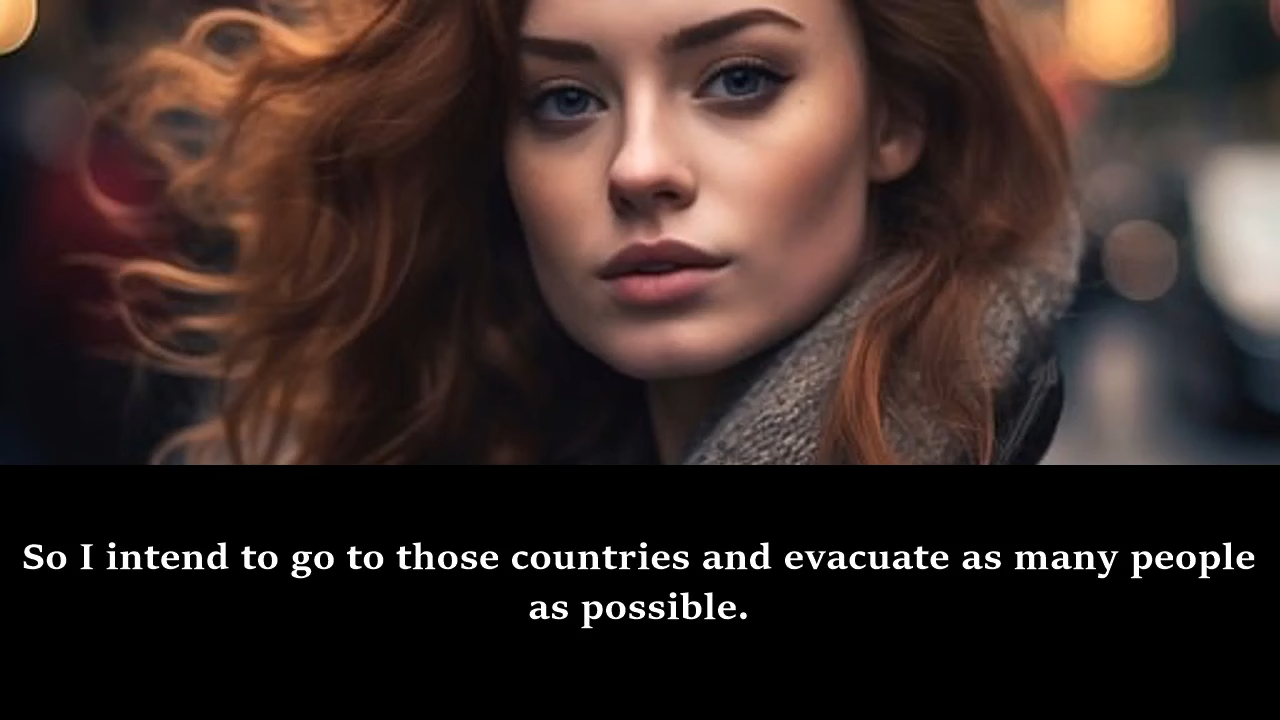 So I intend to go to those countries and evacuate as many people
as possible.